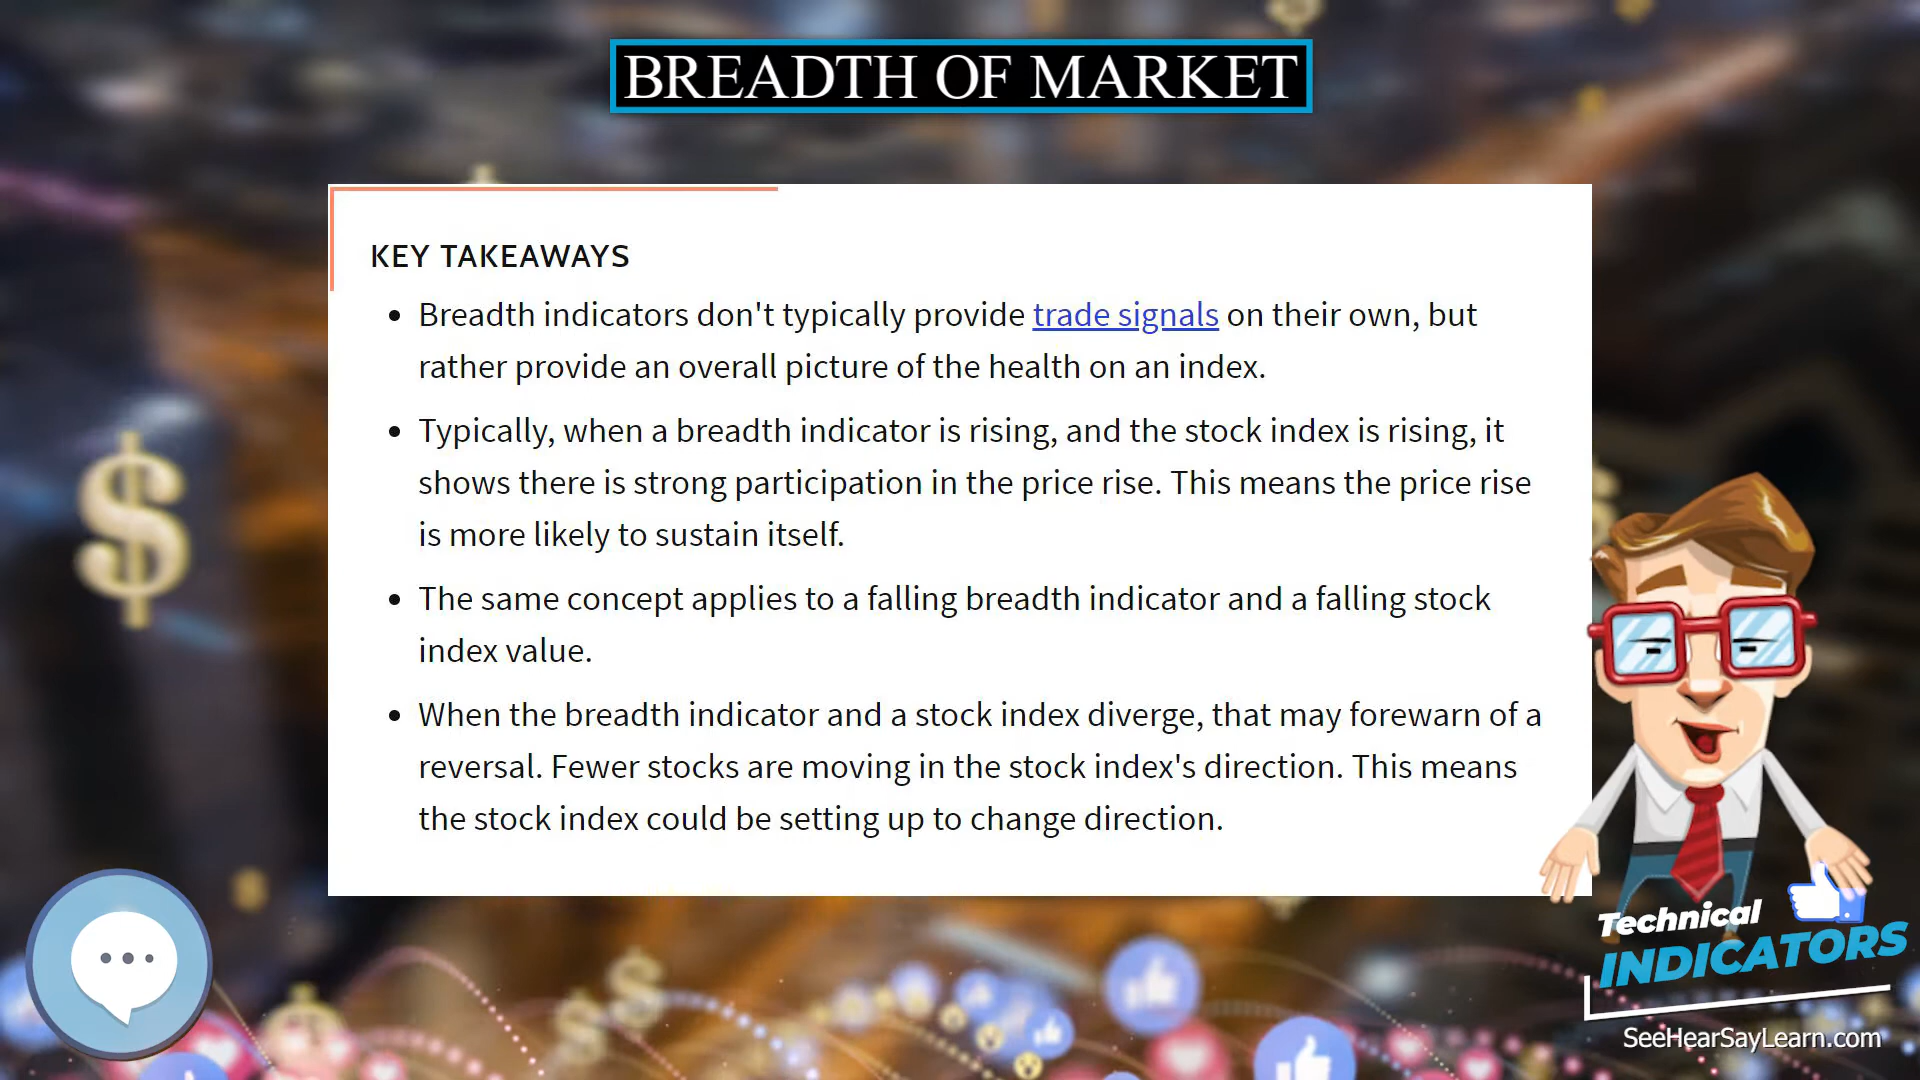 BREADTH OF MARKET
KEY TAKEAWAYS
• Breadth indicators don't typically provide trade signals on their own, but
rather provide an overall picture of the health on an index.
• Typically, when a breadth indicator is rising, and the stock index is rising, it
shows there is strong participation in the price rise. This means the price rise
is more likely to sustain itself.
• The same concept applies to a falling breadth indicator and a falling stock
index value.
• When the breadth indicator and a stock index diverge, that may forewarn of a
reversal. Fewer stocks are moving in the stock index's direction. This means
the stock index could be setting up to change direction.
Technical
INDICATORS
SeeHearSayLearn.com